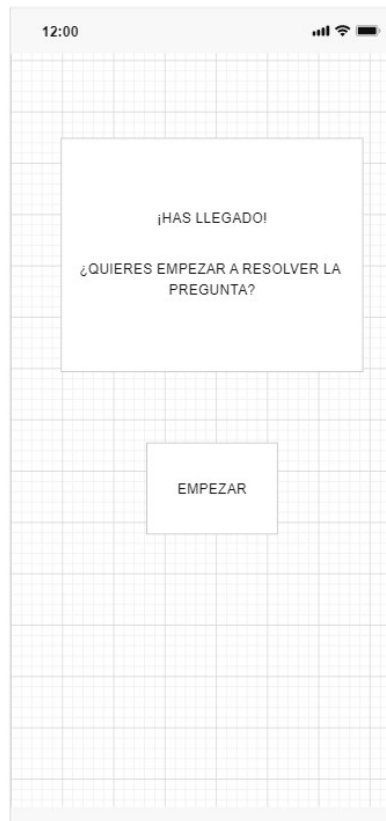 12:00
¡HAS LLEGADO!
¿QUIERES EMPEZAR A RESOLVER LA
PREGUNTA?
EMPEZAR